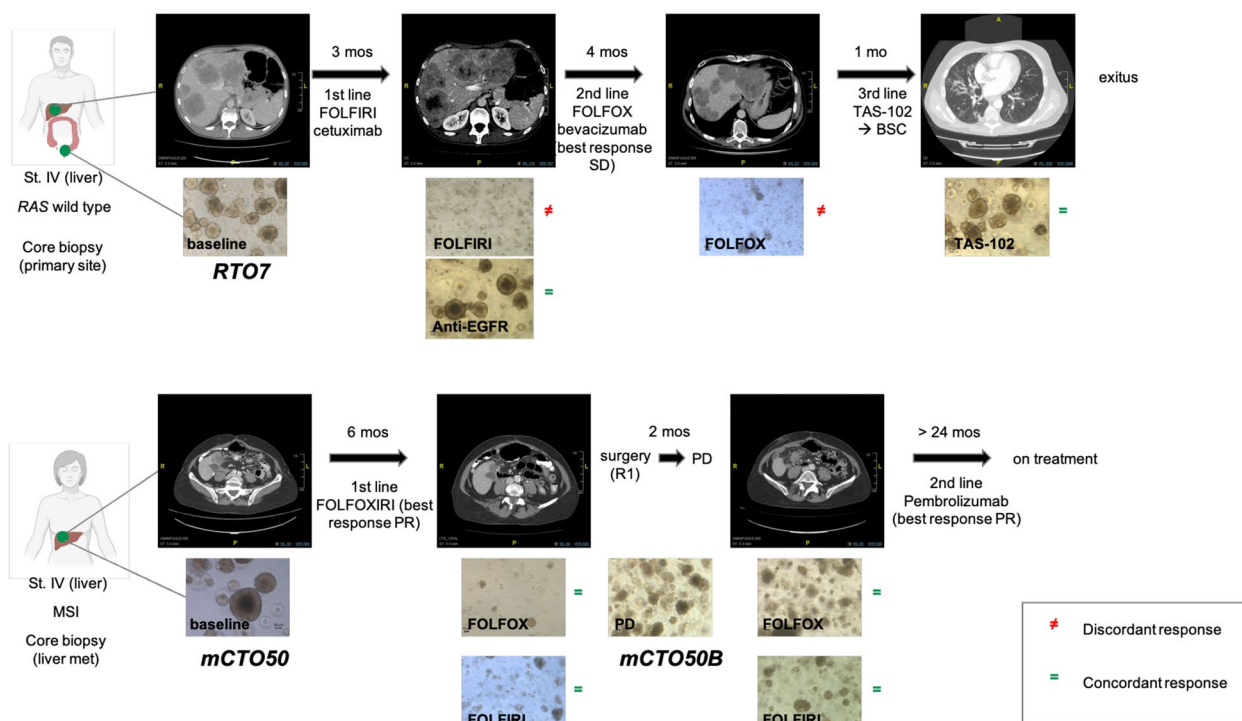 3 mos
1st line
FOLFIRI
cetuximab
4 mos
2nd line
FOLFOX
bevacizumab
(best response
SD)
1 mo
3rd line
TAS-102
→ BSC
exitus
A
R
L
P
R
L
P
R
L
P
R
L
P
St. IV (liver)
RAS wild type
Core biopsy
(primary site)
baseline
RTO7
FOLFIRI
≠
Anti-EGFR
=
FOLFOX
≠
TAS-102
=
6 mos
1st line
FOLFOXIRI (best
response PR)
surgery
(R1)
2 mos
PD
> 24 mos
2nd line
Pembrolizumab
(best response PR)
on treatment
R
L
P
R
L
P
R
L
P
St. IV (liver)
MSI
Core biopsy
(liver met)
baseline
mCTO50
FOLFOX
=
PD
mCTO50B
FOLFOX
=
FOLFIRI
=
FOLFIRI
=
≠ Discordant response
= Concordant response